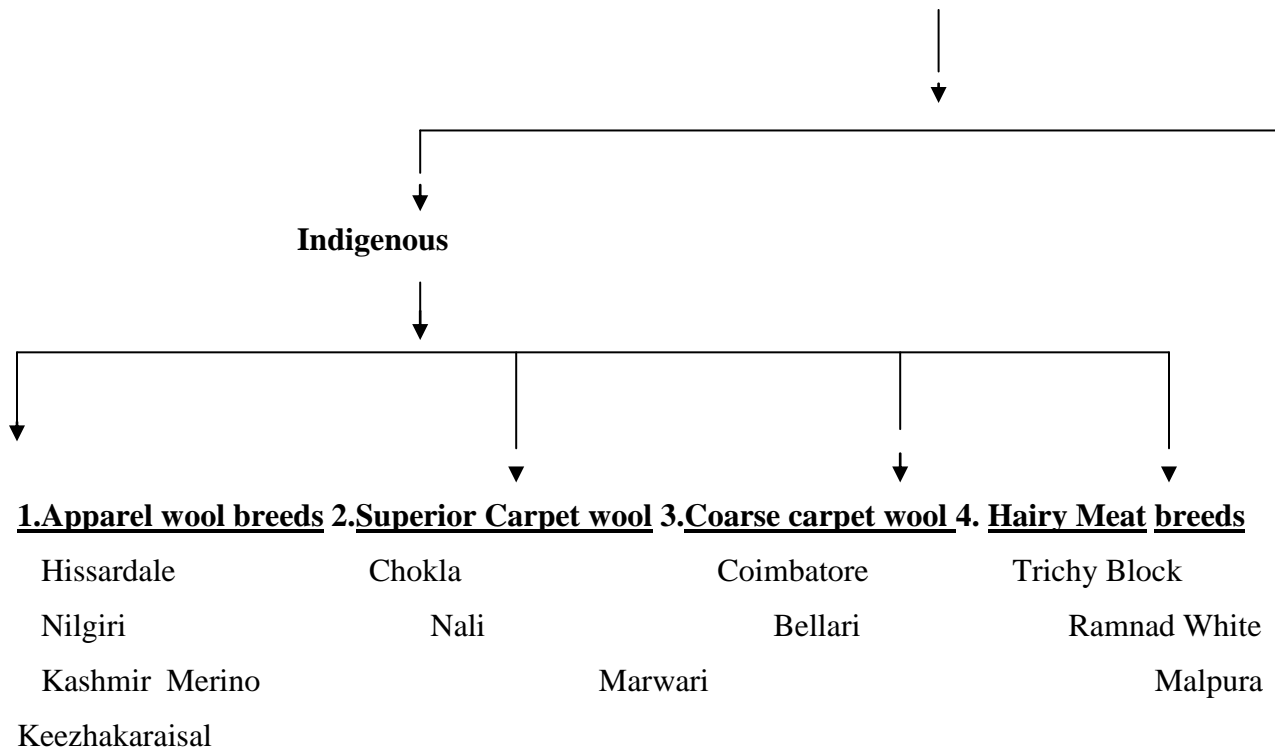 Indigenous
1.Apparel wool breeds 2.Superior Carpet wool 3.Coarse carpet wool 4. Hairy Meat breeds
Hissardale Chokla Coimbatore Trichy Block
Nilgiri Nali Bellari Ramnad White
Kashmir Merino Marwari Malpura
Keezhakaraisal